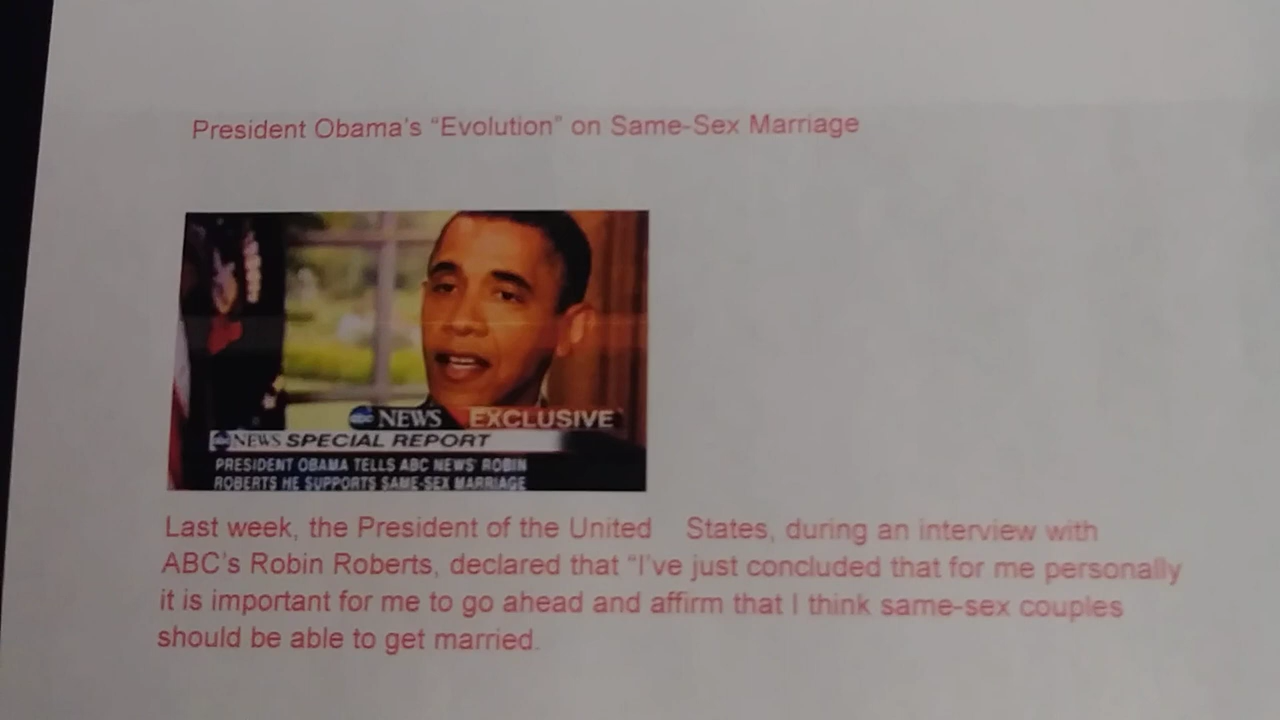 President Obama's “Evolution” on Same-Sex Marriage
abc NEWS EXCLUSIVE
abc NEWS SPECIAL REPORT
PRESIDENT OBAMA TELLS ABC NEWS' ROBIN
ROBERTS HE SUPPORTS SAME-SEX MARRIAGE
Last week, the President of the United States, during an interview with
ABC's Robin Roberts, declared that “I've just concluded that for me personally
it is important for me to go ahead and affirm that I think same-sex couples
should be able to get married.